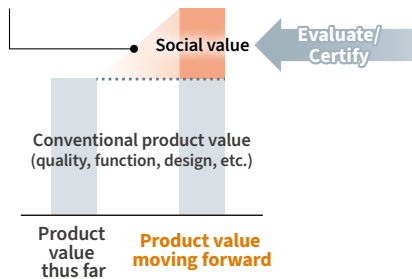 Social value
Evaluate/
Certify
Conventional product value
(quality, function, design, etc.)
Product
value
thus far
Product value
moving forward